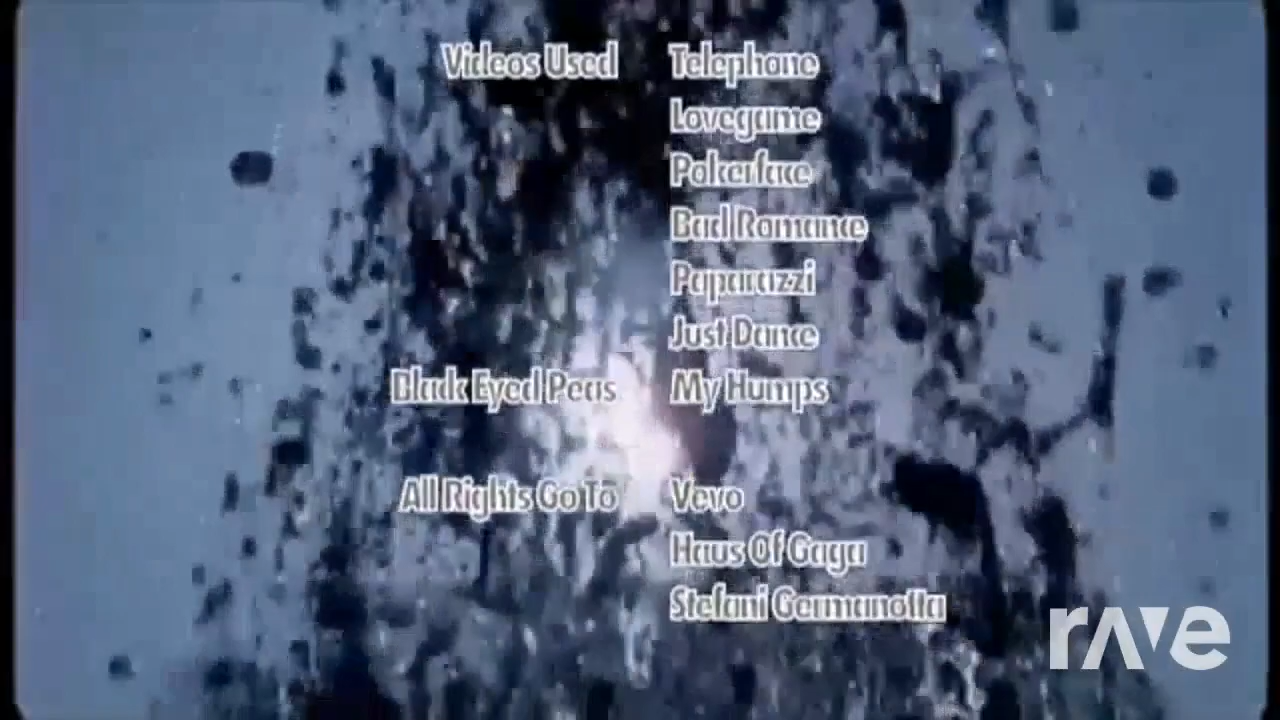 Videos Used Telephone
Lovegame
Pokerface
Bad Romance
Paparazzi
Just Dance
Black Eyed Peas My Humps
All Rights Go To Vevo
Haus Of Gaga
Stefani Germanotta
rave